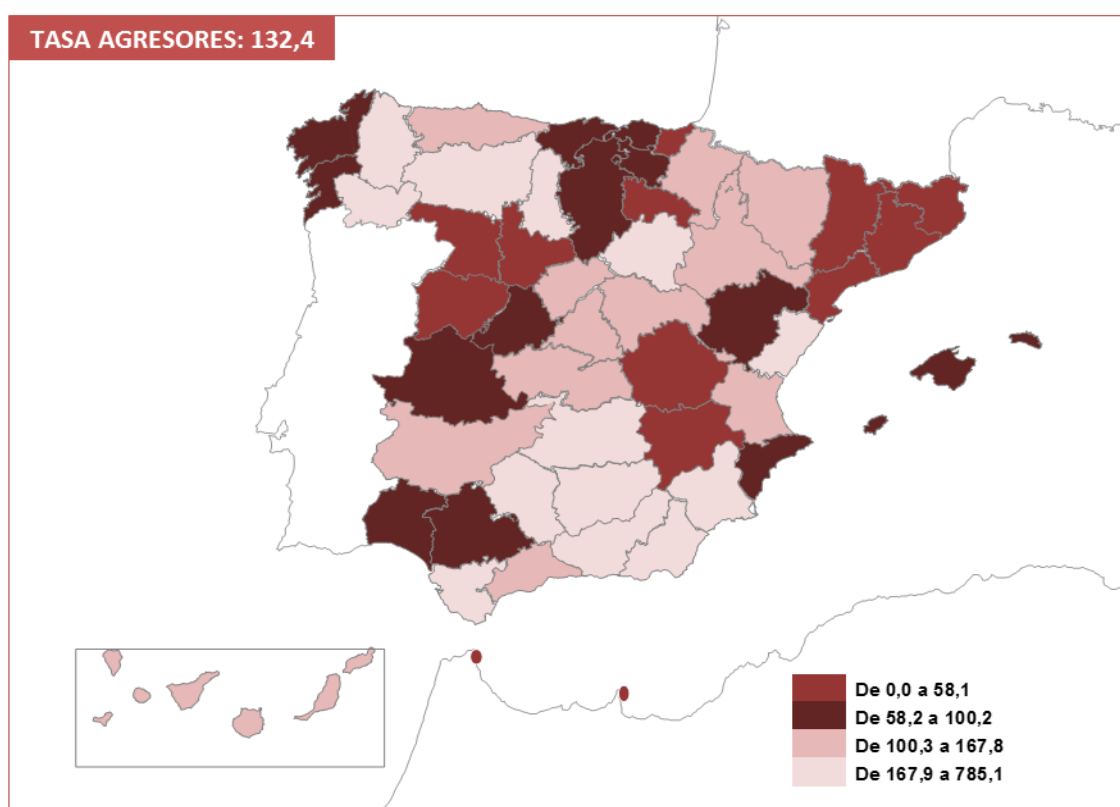 TASA AGRESORES: 132,4
De 0,0 a 58,1
De 58,2 a 100,2
De 100,3 a 167,8
De 167,9 a 785,1